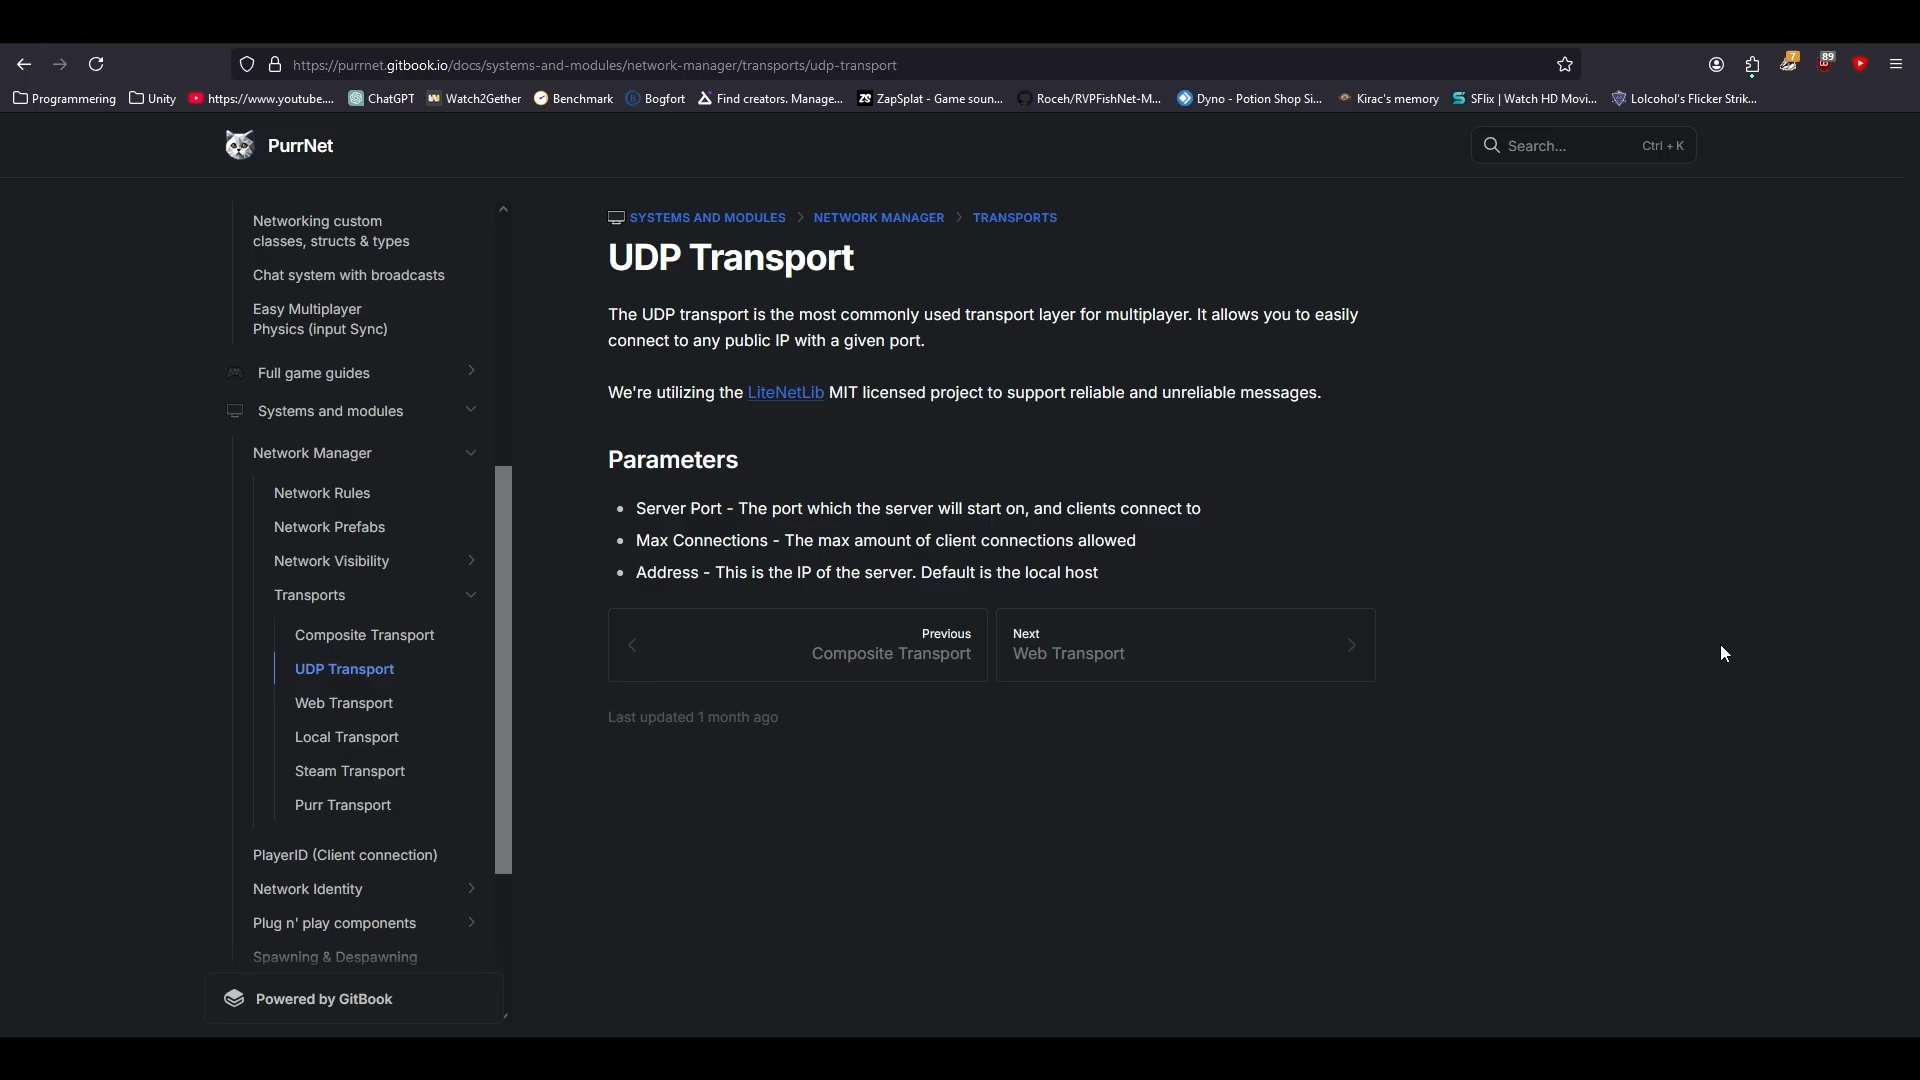 https://purrnet.gitbook.io/docs/systems-and-modules/network-manager/transports/udp-transport
7
89
Programmering
Unity
https://www.youtube....
ChatGPT
Watch2Gether
Benchmark
Bogfort
Find creators. Manage...
ZapSplat - Game soun...
Roceh/RVPFishNet-M...
Dyno - Potion Shop Si...
Kirac's memory
SFlix | Watch HD Movi...
Lolcohol's Flicker Strik...
PurrNet
Search...
Ctrl + K
Networking custom
classes, structs & types
Chat system with broadcasts
Easy Multiplayer
Physics (input Sync)
Full game guides
Systems and modules
Network Manager
Network Rules
Network Prefabs
Network Visibility
Transports
Composite Transport
UDP Transport
Web Transport
Local Transport
Steam Transport
Purr Transport
PlayerID (Client connection)
Network Identity
Plug n' play components
Spawning & Despawning
Powered by GitBook
SYSTEMS AND MODULES > NETWORK MANAGER > TRANSPORTS
UDP Transport
The UDP transport is the most commonly used transport layer for multiplayer. It allows you to easily
connect to any public IP with a given port.
We're utilizing the LiteNetLib MIT licensed project to support reliable and unreliable messages.
Parameters
• Server Port - The port which the server will start on, and clients connect to
• Max Connections - The max amount of client connections allowed
• Address - This is the IP of the server. Default is the local host
Previous
Composite Transport
Next
Web Transport
Last updated 1 month ago